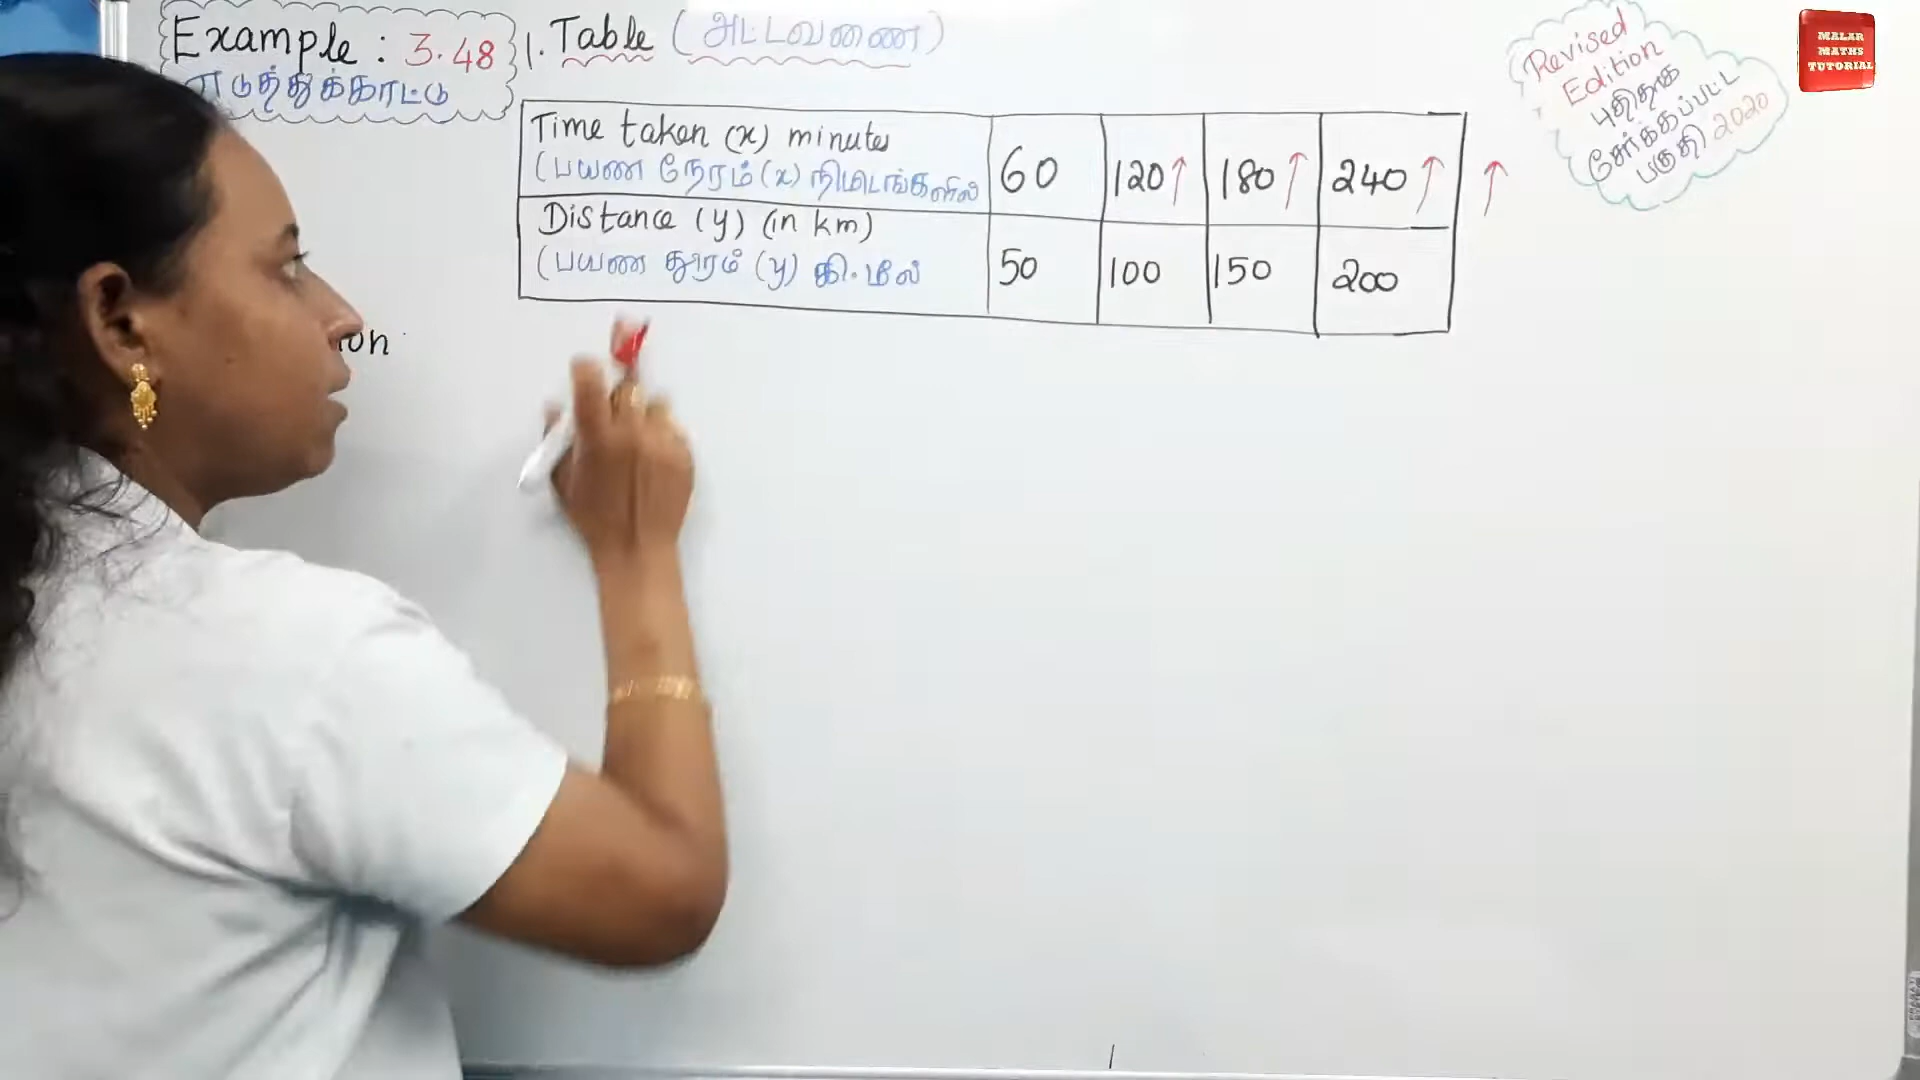 Example : 3.48
எடுத்துக்காட்டு
1. Table (அட்டவணை)
Time taken (x) minutes
(பயண நேரம் (x) நிமிடங்களில்
60 120↑ 180↑ 240↑ ↑
Distance (y) (in km)
(பயண தூரம் (y) கி.மீல்
50 100 150 200
Revised
Edition
புதிதாக
சேர்க்கப்பட்ட
பகுதி 2020
MALAR
MATHS
TUTORIAL